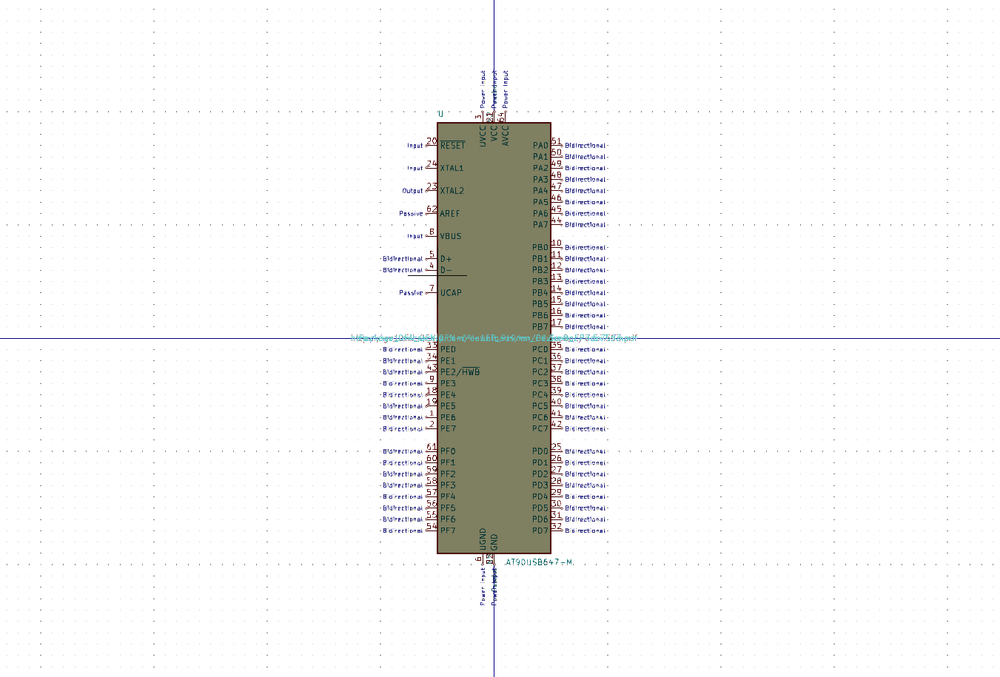 Power Input Power Input
U
3 64
UVCC VCC AVCC
Input 20 RESET PA0 51 Bidirectional
PA1 50 Bidirectional
Input 24 XTAL1 PA2 49 Bidirectional
PA3 48 Bidirectional
Output 23 XTAL2 PA4 47 Bidirectional
PA5 46 Bidirectional
Passive 62 AREF PA6 45 Bidirectional
PA7 44 Bidirectional
Input 8 VBUS
PB0 10 Bidirectional
Bidirectional 5 D+ PB1 11 Bidirectional
Bidirectional 4 D- PB2 12 Bidirectional
PB3 13 Bidirectional
Passive 7 UCAP PB4 14 Bidirectional
PB5 15 Bidirectional
PB6 16 Bidirectional
PB7 17 Bidirectional
Bidirectional 33 PE0 PC0 35 Bidirectional
Bidirectional 34 PE1 PC1 36 Bidirectional
Bidirectional 43 PE2/HWB PC2 37 Bidirectional
Bidirectional 9 PE3 PC3 38 Bidirectional
Bidirectional 18 PE4 PC4 39 Bidirectional
Bidirectional 19 PE5 PC5 40 Bidirectional
Bidirectional 1 PE6 PC6 41 Bidirectional
Bidirectional 2 PE7 PC7 42 Bidirectional
Bidirectional 61 PF0 PD0 25 Bidirectional
Bidirectional 60 PF1 PD1 26 Bidirectional
Bidirectional 59 PF2 PD2 27 Bidirectional
Bidirectional 58 PF3 PD3 28 Bidirectional
Bidirectional 57 PF4 PD4 29 Bidirectional
Bidirectional 56 PF5 PD5 30 Bidirectional
Bidirectional 55 PF6 PD6 31 Bidirectional
Bidirectional 54 PF7 PD7 32 Bidirectional
UGND GND
6
AT90USB647-M
Power Input